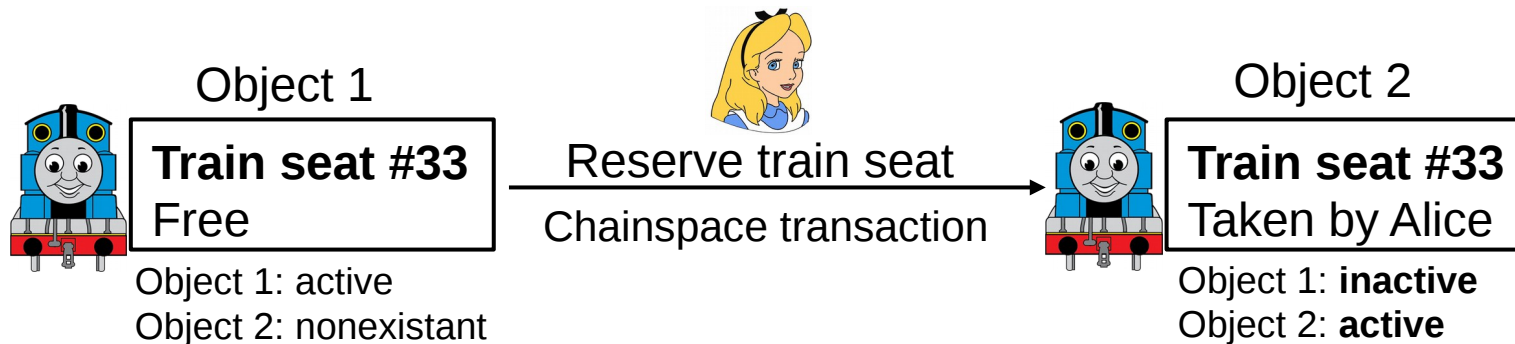 Object 1
Train seat #33
Free
Object 1: active
Object 2: nonexistant
Reserve train seat
Chainspace transaction
Object 2
Train seat #33
Taken by Alice
Object 1: inactive
Object 2: active